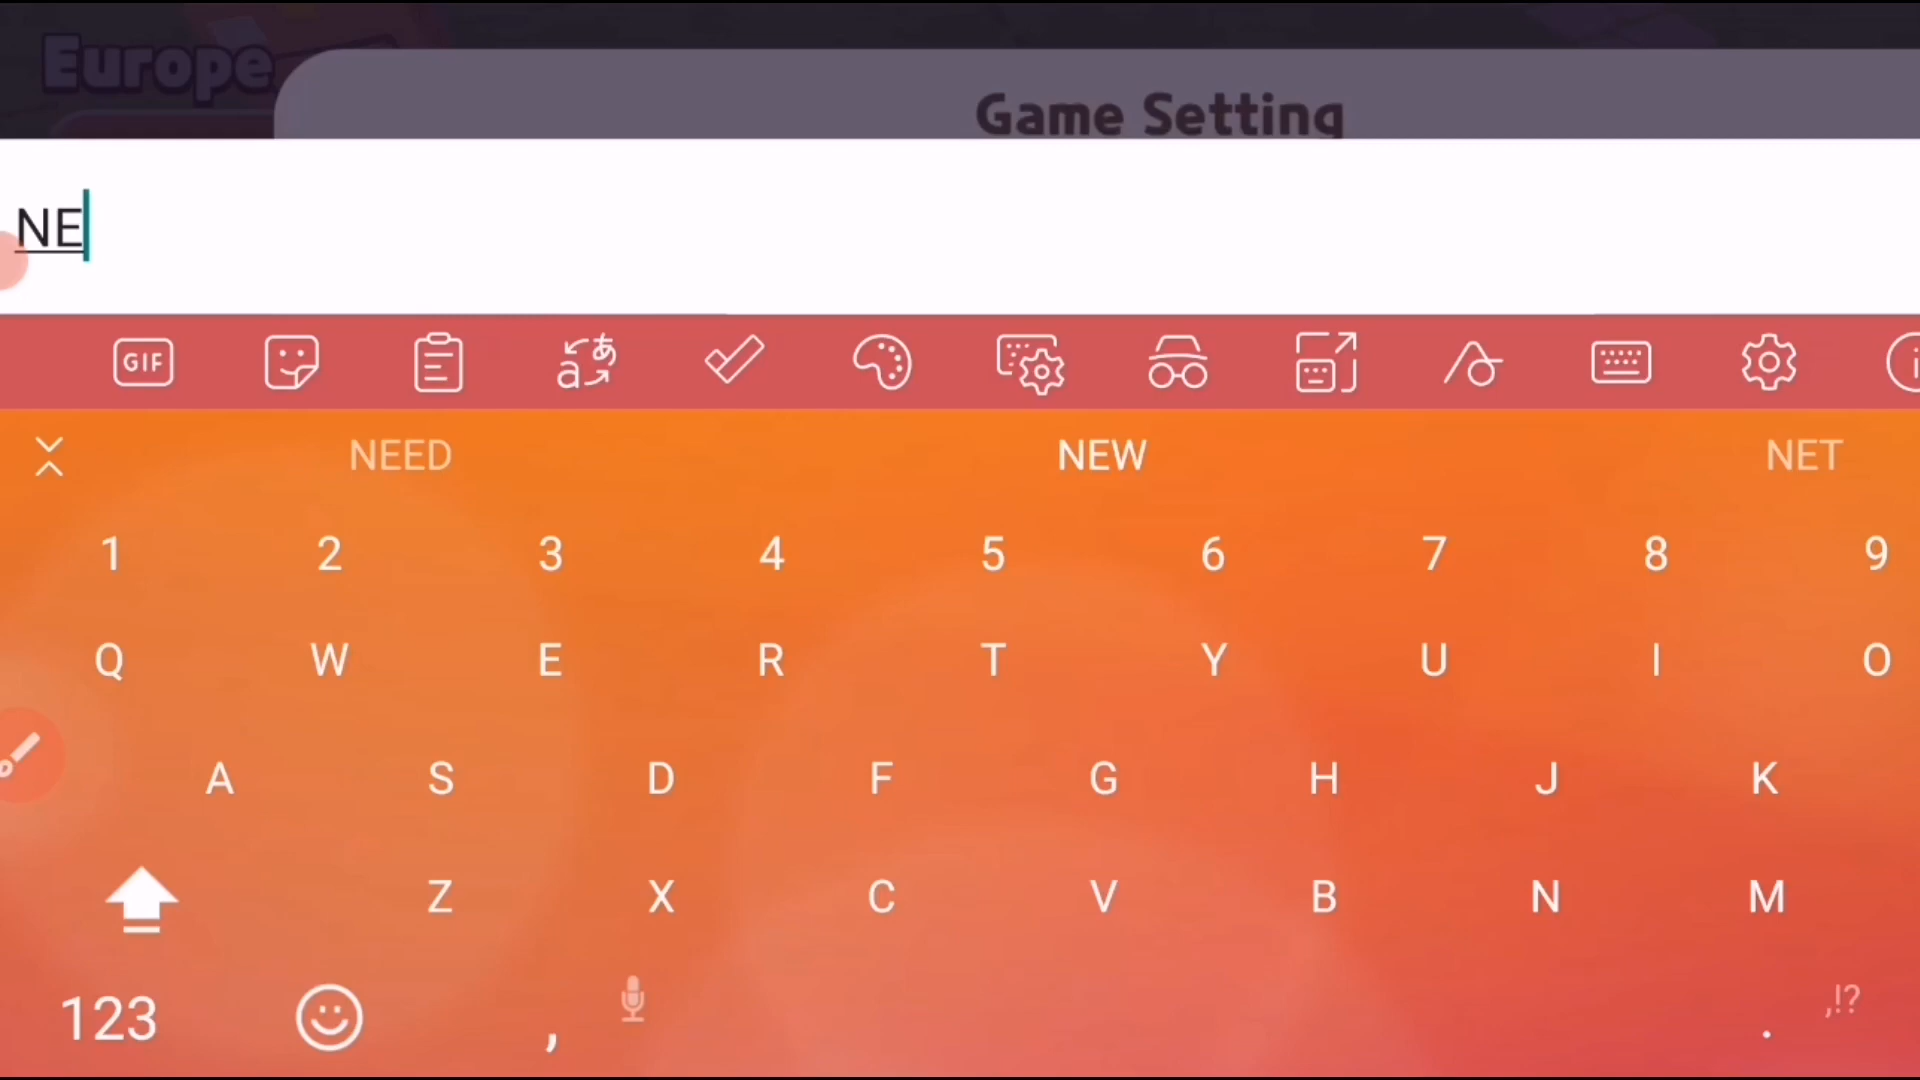 Europe
Game Setting
NE
GIF
NEED NEW NET
1 2 3 4 5 6 7 8 9
Q W E R T Y U I O
A S D F G H J K
Z X C V B N M
123 , . ,!?